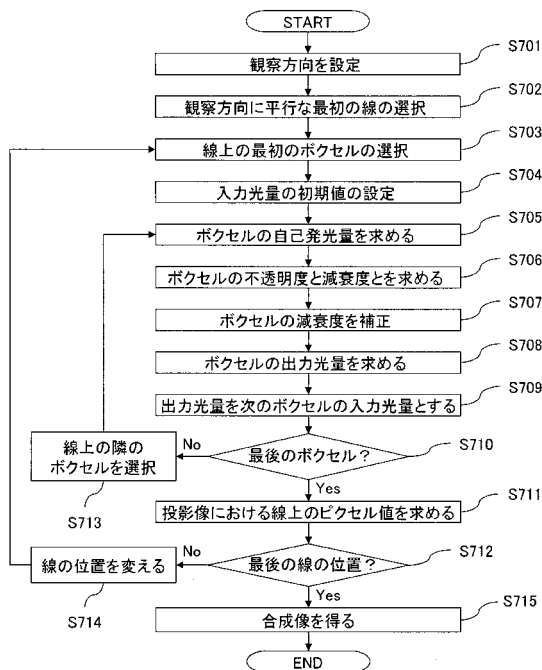 START
観察方向を設定
S701
観察方向に平行な最初の線の選択
S702
線上の最初のボクセルの選択
S703
入力光量の初期値の設定
S704
ボクセルの自己発光量を求める
S705
ボクセルの不透明度と減衰度とを求める
S706
ボクセルの減衰度を補正
S707
ボクセルの出力光量を求める
S708
出力光量を次のボクセルの入力光量とする
S709
最後のボクセル？
S710
No
線上の隣の
ボクセルを選択
S713
Yes
投影像における線上のピクセル値を求める
S711
最後の線の位置？
S712
No
線の位置を変える
S714
Yes
合成像を得る
S715
END